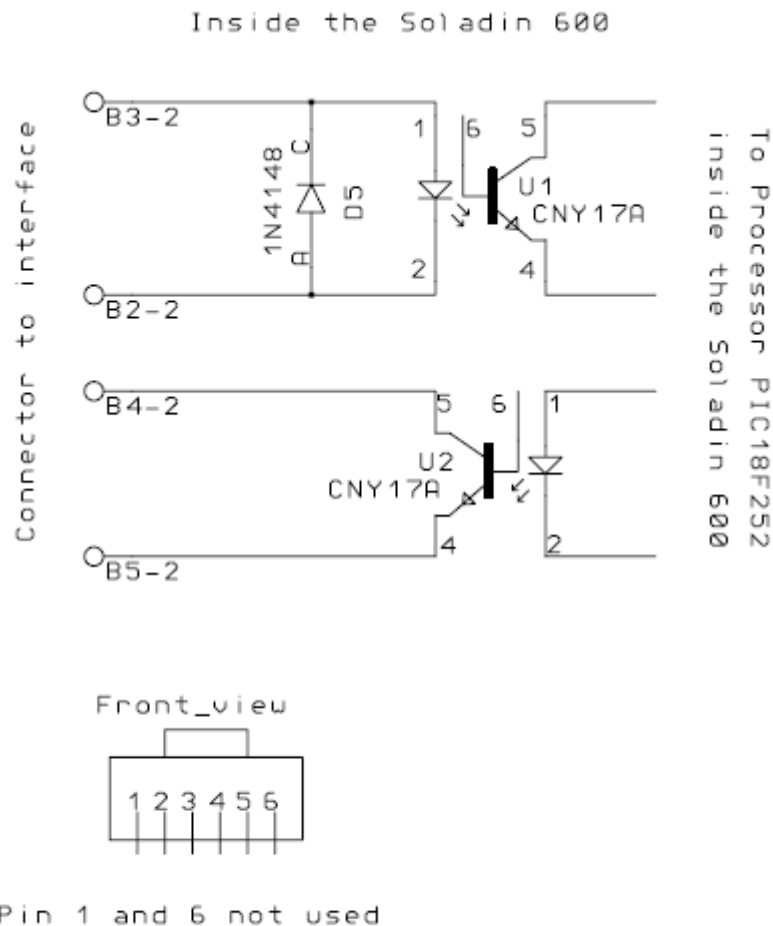 Inside the Soladin 600
Connector to interface
To Processor PIC18F252
inside the Soladin 600
B3-2
1N4148
C
A
D5
1
2
6
5
U1
CNY17A
4
B2-2
B4-2
5
6
1
U2
CNY17A
4
2
B5-2
Front_view
1 2 3 4 5 6
Pin 1 and 6 not used